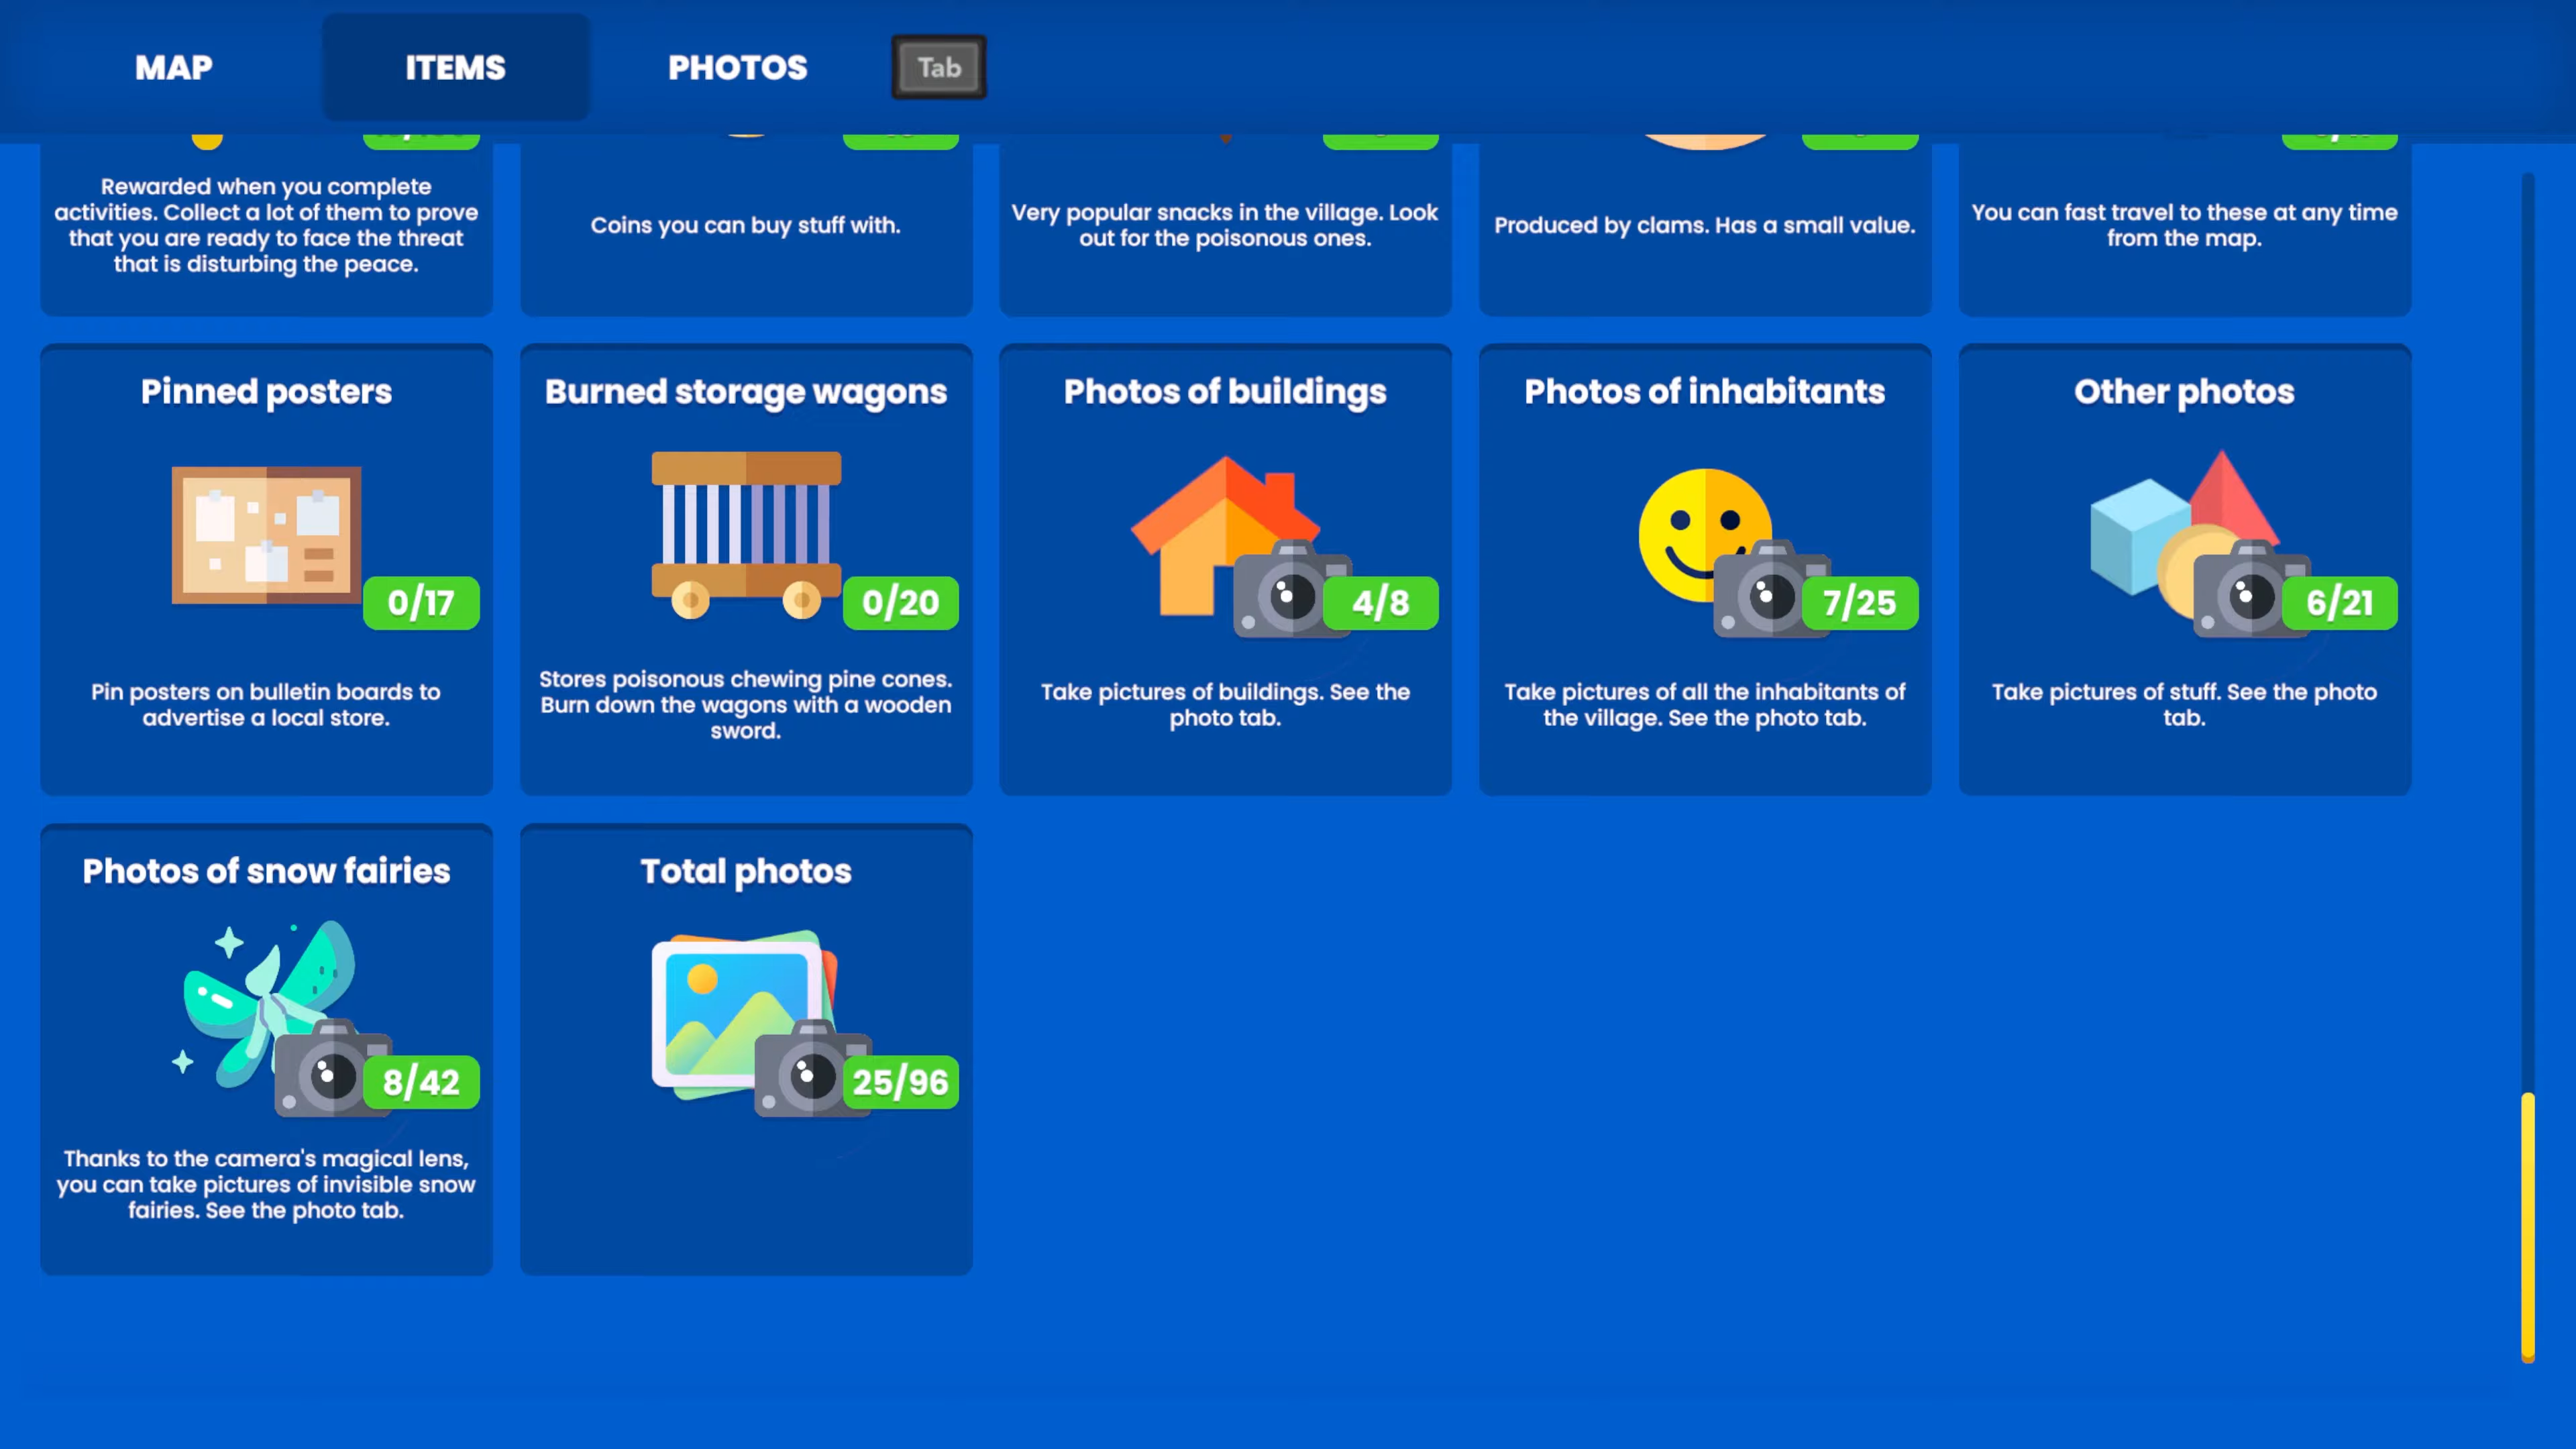 MAP ITEMS PHOTOS Tab
Rewarded when you complete
activities. Collect a lot of them to prove
that you are ready to face the threat
that is disturbing the peace.
Coins you can buy stuff with.
Very popular snacks in the village. Look
out for the poisonous ones.
Produced by clams. Has a small value.
You can fast travel to these at any time
from the map.
Pinned posters
0/17
Pin posters on bulletin boards to
advertise a local store.
Burned storage wagons
0/20
Stores poisonous chewing pine cones.
Burn down the wagons with a wooden
sword.
Photos of buildings
4/8
Take pictures of buildings. See the
photo tab.
Photos of inhabitants
7/25
Take pictures of all the inhabitants of
the village. See the photo tab.
Other photos
6/21
Take pictures of stuff. See the photo
tab.
Photos of snow fairies
8/42
Thanks to the camera's magical lens,
you can take pictures of invisible snow
fairies. See the photo tab.
Total photos
25/96